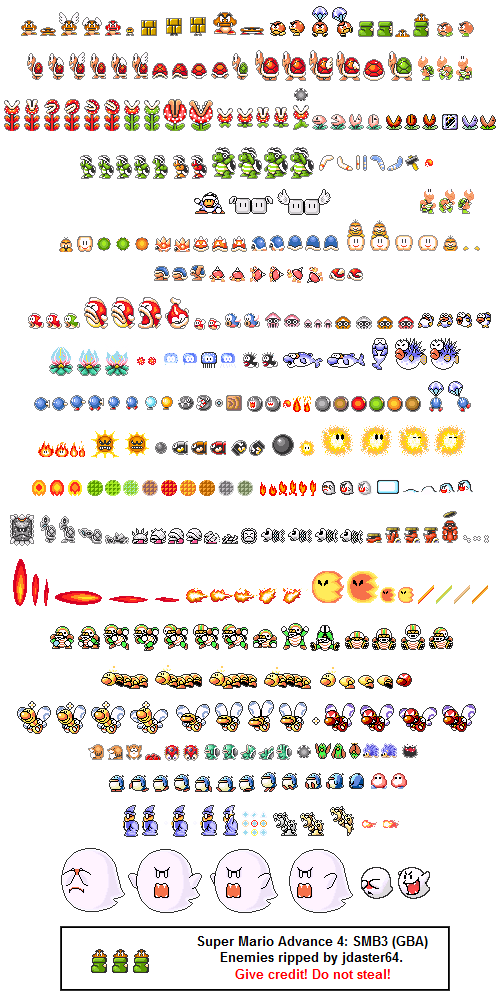 Super Mario Advance 4: SMB3 (GBA)
Enemies ripped by jdaster64.
Give credit! Do not steal!